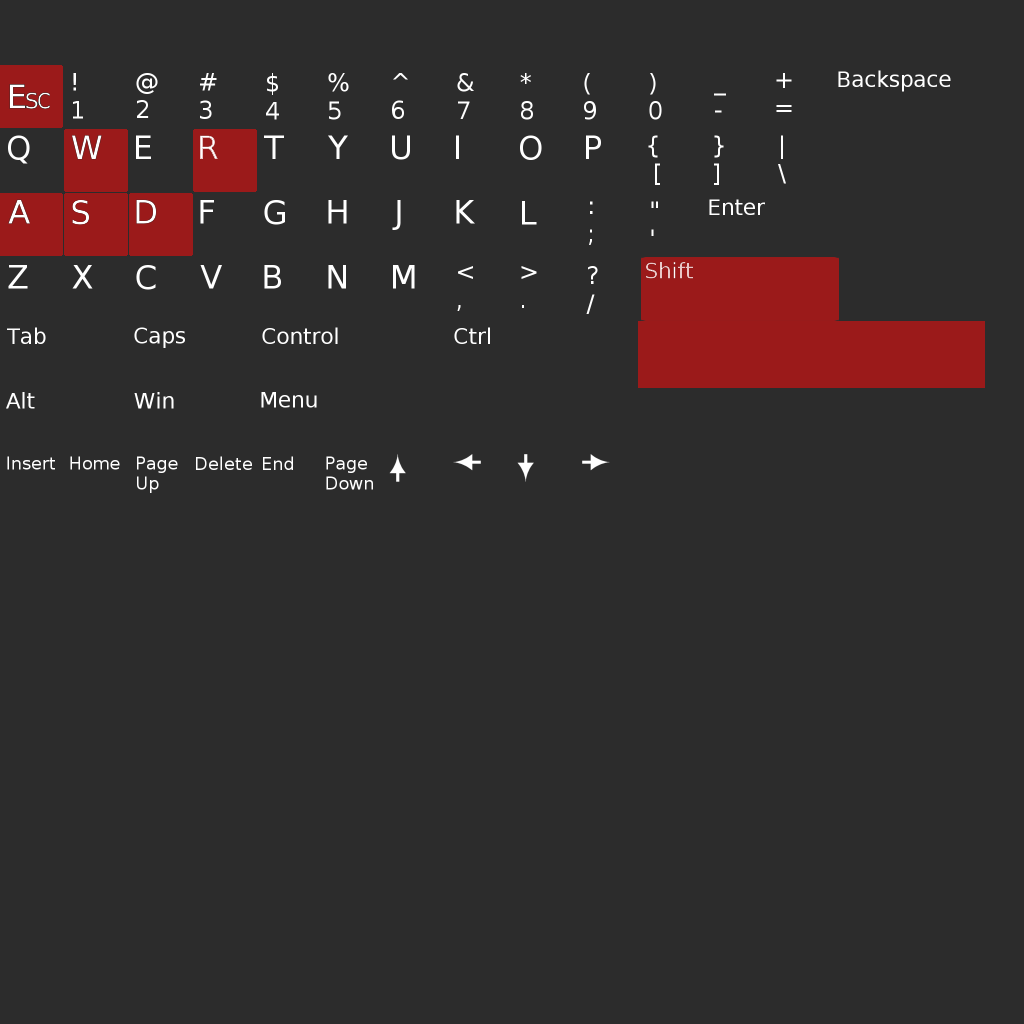 ESC ! @ # $ % ^ & * ( ) _ + Backspace
1 2 3 4 5 6 7 8 9 0 - =
Q W E R T Y U I O P { } |
[ ] \
A S D F G H J K L : " Enter
; '
Z X C V B N M < > ? Shift
, . /
Tab Caps Control Ctrl
Alt Win Menu
Insert Home Page Delete End Page
Up Down